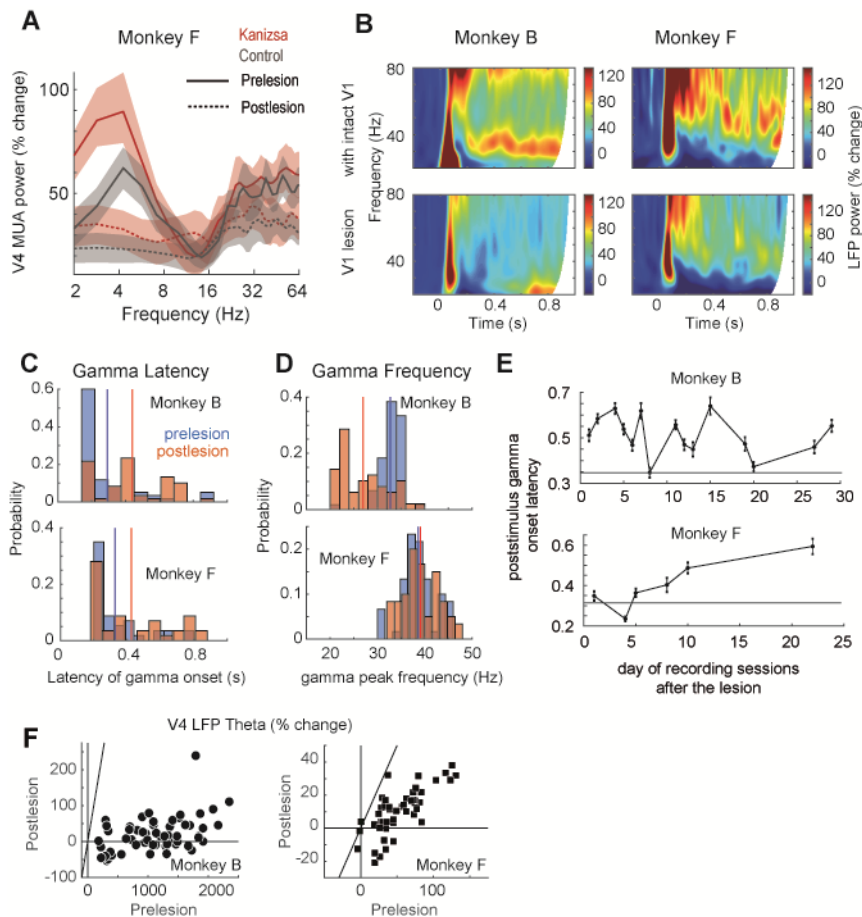 A
Monkey F
Kanizsa
Control
Prelesion
Postlesion
V4 MUA power (% change)
100
50
2
4
8
16
32
64
Frequency (Hz)
B
Monkey B
Monkey F
with intact V1
V1 lesion
Frequency (Hz)
80
40
80
40
120
80
40
0
120
80
40
0
120
80
40
0
120
80
40
0
LFP power (% change)
0 0.4 0.8
Time (s)
0 0.4 0.8
Time (s)
C
Gamma Latency
Monkey B
prelesion
postlesion
0.6
0.4
0.2
0
Monkey F
0.4
0.2
0
Probability
0 0.4 0.8
Latency of gamma onset (s)
D
Gamma Frequency
Monkey B
0.4
0.2
0
Monkey F
0.2
0.1
0
Probability
20 30 40 50
gamma peak frequency (Hz)
E
Monkey B
0.7
0.5
0.3
0 5 10 15 20 25 30
Monkey F
0.6
0.4
0.2
0 5 10 15 20 25
poststimulus gamma
onset latency
day of recording sessions
after the lesion
F
V4 LFP Theta (% change)
200
100
0
-100
Postlesion
Monkey B
0 1000 2000
Prelesion
40
20
0
-20
Postlesion
Monkey F
0 100
Prelesion